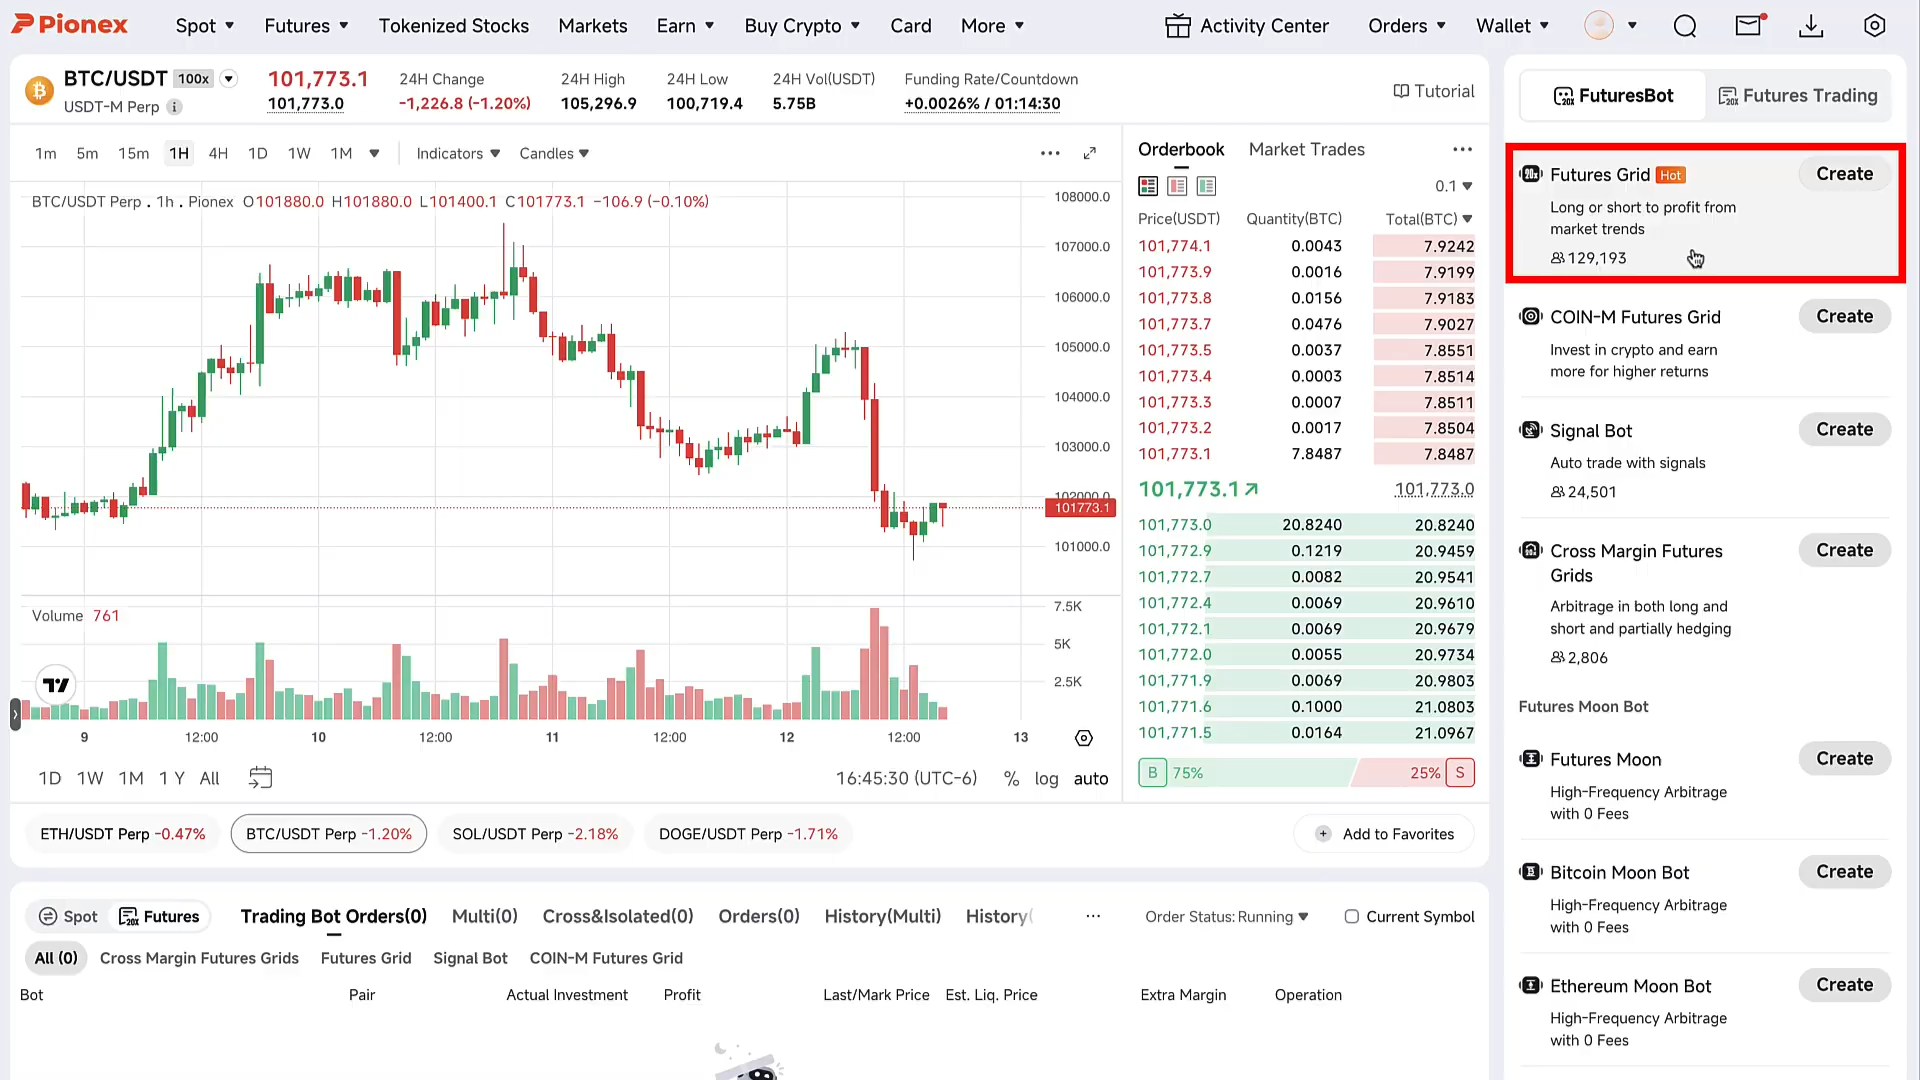 Pionex
Spot Futures Tokenized Stocks Markets Earn Buy Crypto Card More Activity Center Orders Wallet
BTC/USDT 100x
USDT-M Perp
101,773.1
101,773.0
24H Change
-1,226.8 (-1.20%)
24H High
105,296.9
24H Low
100,719.4
24H Vol(USDT)
5.75B
Funding Rate/Countdown
+0.0026% / 01:14:30
Tutorial
1m 5m 15m 1H 4H 1D 1W 1M Indicators Candles
BTC/USDT Perp . 1h . Pionex O101880.0 H101880.0 L101400.1 C101773.1 −106.9 (−0.10%)
108000.0
107000.0
106000.0
105000.0
104000.0
103000.0
102000.0
101773.1
101000.0
Volume 761
7.5K
5K
2.5K
9 12:00 10 12:00 11 12:00 12 12:00 13
1D 1W 1M 1 Y All
16:45:30 (UTC-6) % log auto
Orderbook Market Trades
0.1
Price(USDT) Quantity(BTC) Total(BTC)
101,774.1 0.0043 7.9242
101,773.9 0.0016 7.9199
101,773.8 0.0156 7.9183
101,773.7 0.0476 7.9027
101,773.5 0.0037 7.8551
101,773.4 0.0003 7.8514
101,773.3 0.0007 7.8511
101,773.2 0.0017 7.8504
101,773.1 7.8487 7.8487
101,773.1 101,773.0
101,773.0 20.8240 20.8240
101,772.9 0.1219 20.9459
101,772.7 0.0082 20.9541
101,772.4 0.0069 20.9610
101,772.1 0.0069 20.9679
101,772.0 0.0055 20.9734
101,771.9 0.0069 20.9803
101,771.6 0.1000 21.0803
101,771.5 0.0164 21.0967
B 75% 25% S
ETH/USDT Perp -0.47% BTC/USDT Perp -1.20% SOL/USDT Perp -2.18% DOGE/USDT Perp -1.71% Add to Favorites
Spot Futures Trading Bot Orders(0) Multi(0) Cross&Isolated(0) Orders(0) History(Multi) History( Order Status: Running Current Symbol
All (0) Cross Margin Futures Grids Futures Grid Signal Bot COIN-M Futures Grid
Bot Pair Actual Investment Profit Last/Mark Price Est. Liq. Price Extra Margin Operation
FuturesBot Futures Trading
Futures Grid Hot Create
Long or short to profit from
market trends
129,193
COIN-M Futures Grid Create
Invest in crypto and earn
more for higher returns
Signal Bot Create
Auto trade with signals
24,501
Cross Margin Futures
Grids
Create
Arbitrage in both long and
short and partially hedging
2,806
Futures Moon Bot
Futures Moon Create
High-Frequency Arbitrage
with 0 Fees
Bitcoin Moon Bot Create
High-Frequency Arbitrage
with 0 Fees
Ethereum Moon Bot Create
High-Frequency Arbitrage
with 0 Fees